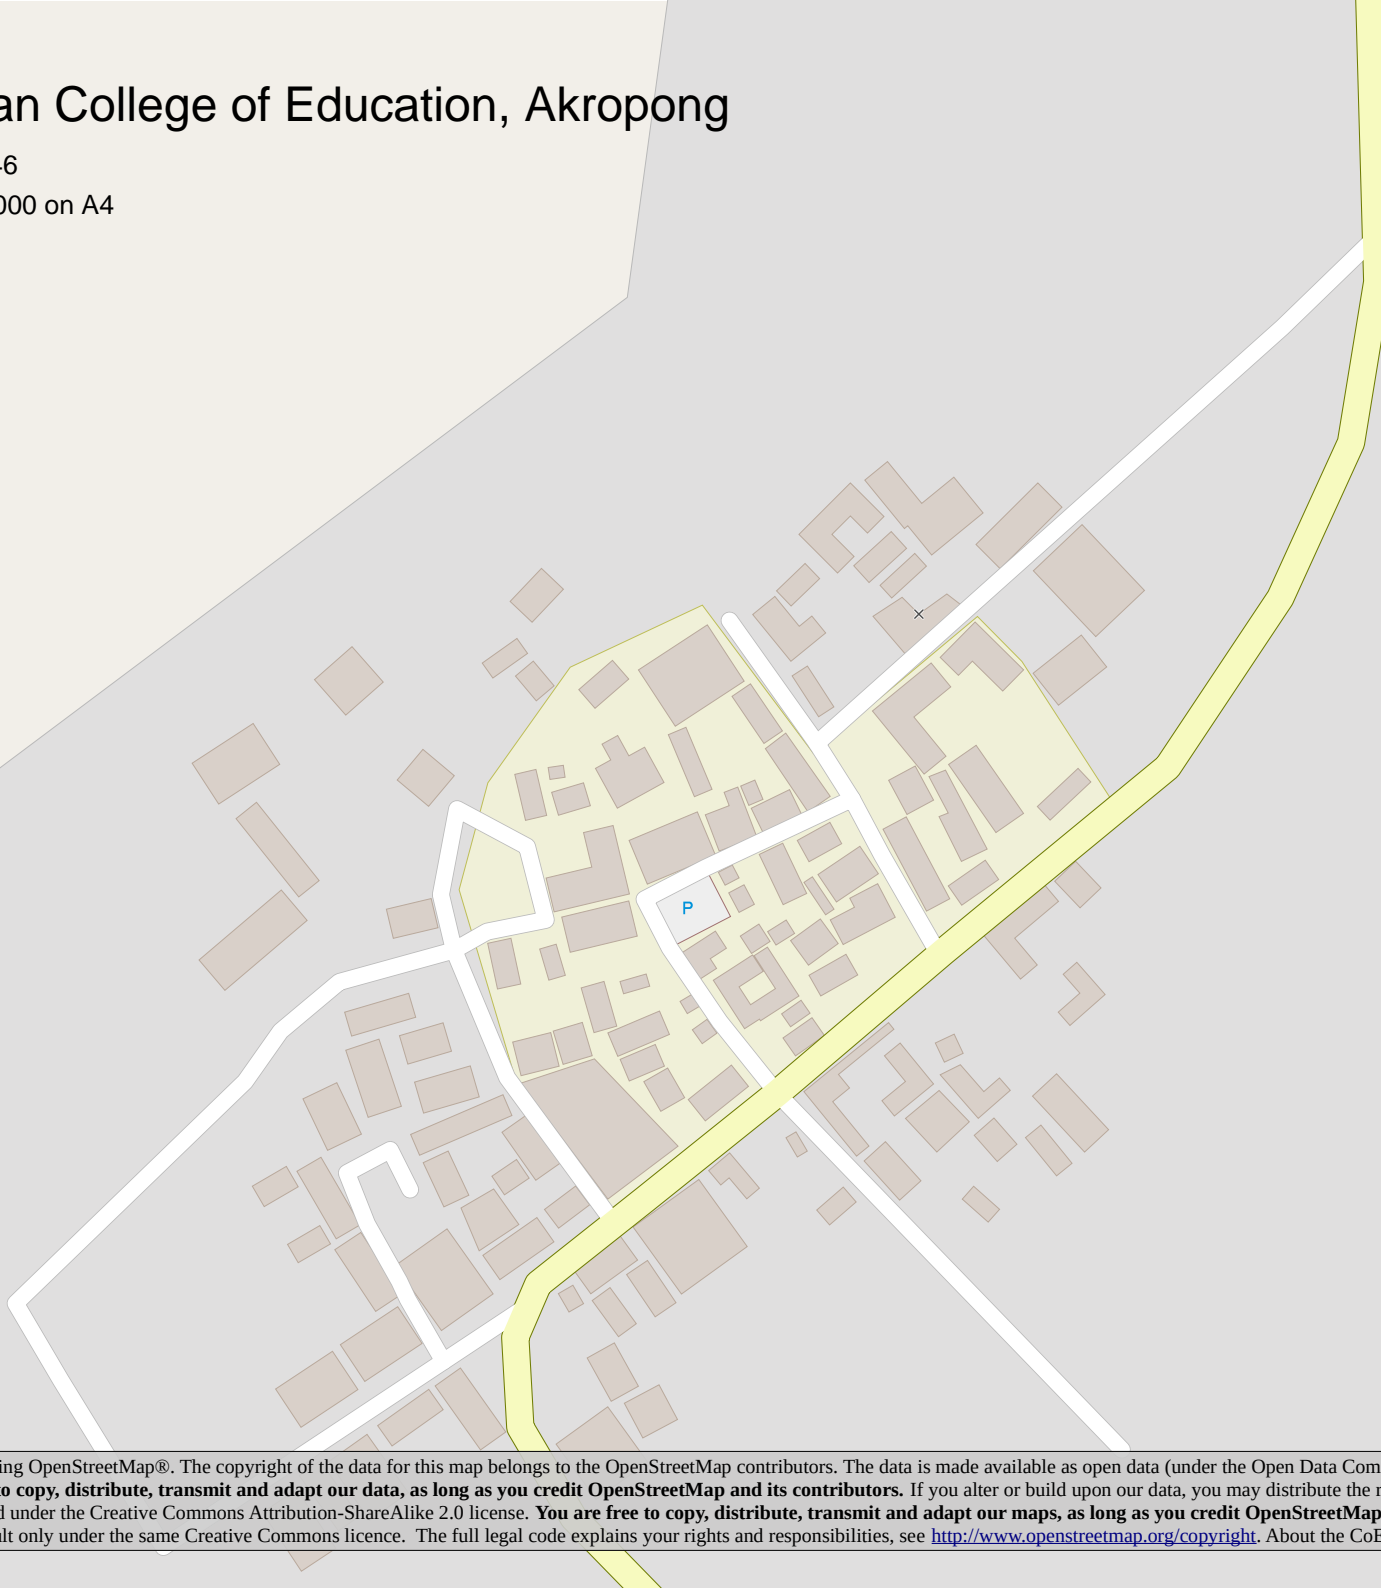 an College of Education, Akropong
46
000 on A4
P
ing OpenStreetMap®. The copyright of the data for this map belongs to the OpenStreetMap contributors. The data is made available as open data (under the Open Data Com
to copy, distribute, transmit and adapt our data, as long as you credit OpenStreetMap and its contributors. If you alter or build upon our data, you may distribute the r
d under the Creative Commons Attribution-ShareAlike 2.0 license. You are free to copy, distribute, transmit and adapt our maps, as long as you credit OpenStreetMap
ult only under the same Creative Commons licence. The full legal code explains your rights and responsibilities, see http://www.openstreetmap.org/copyright. About the CoE